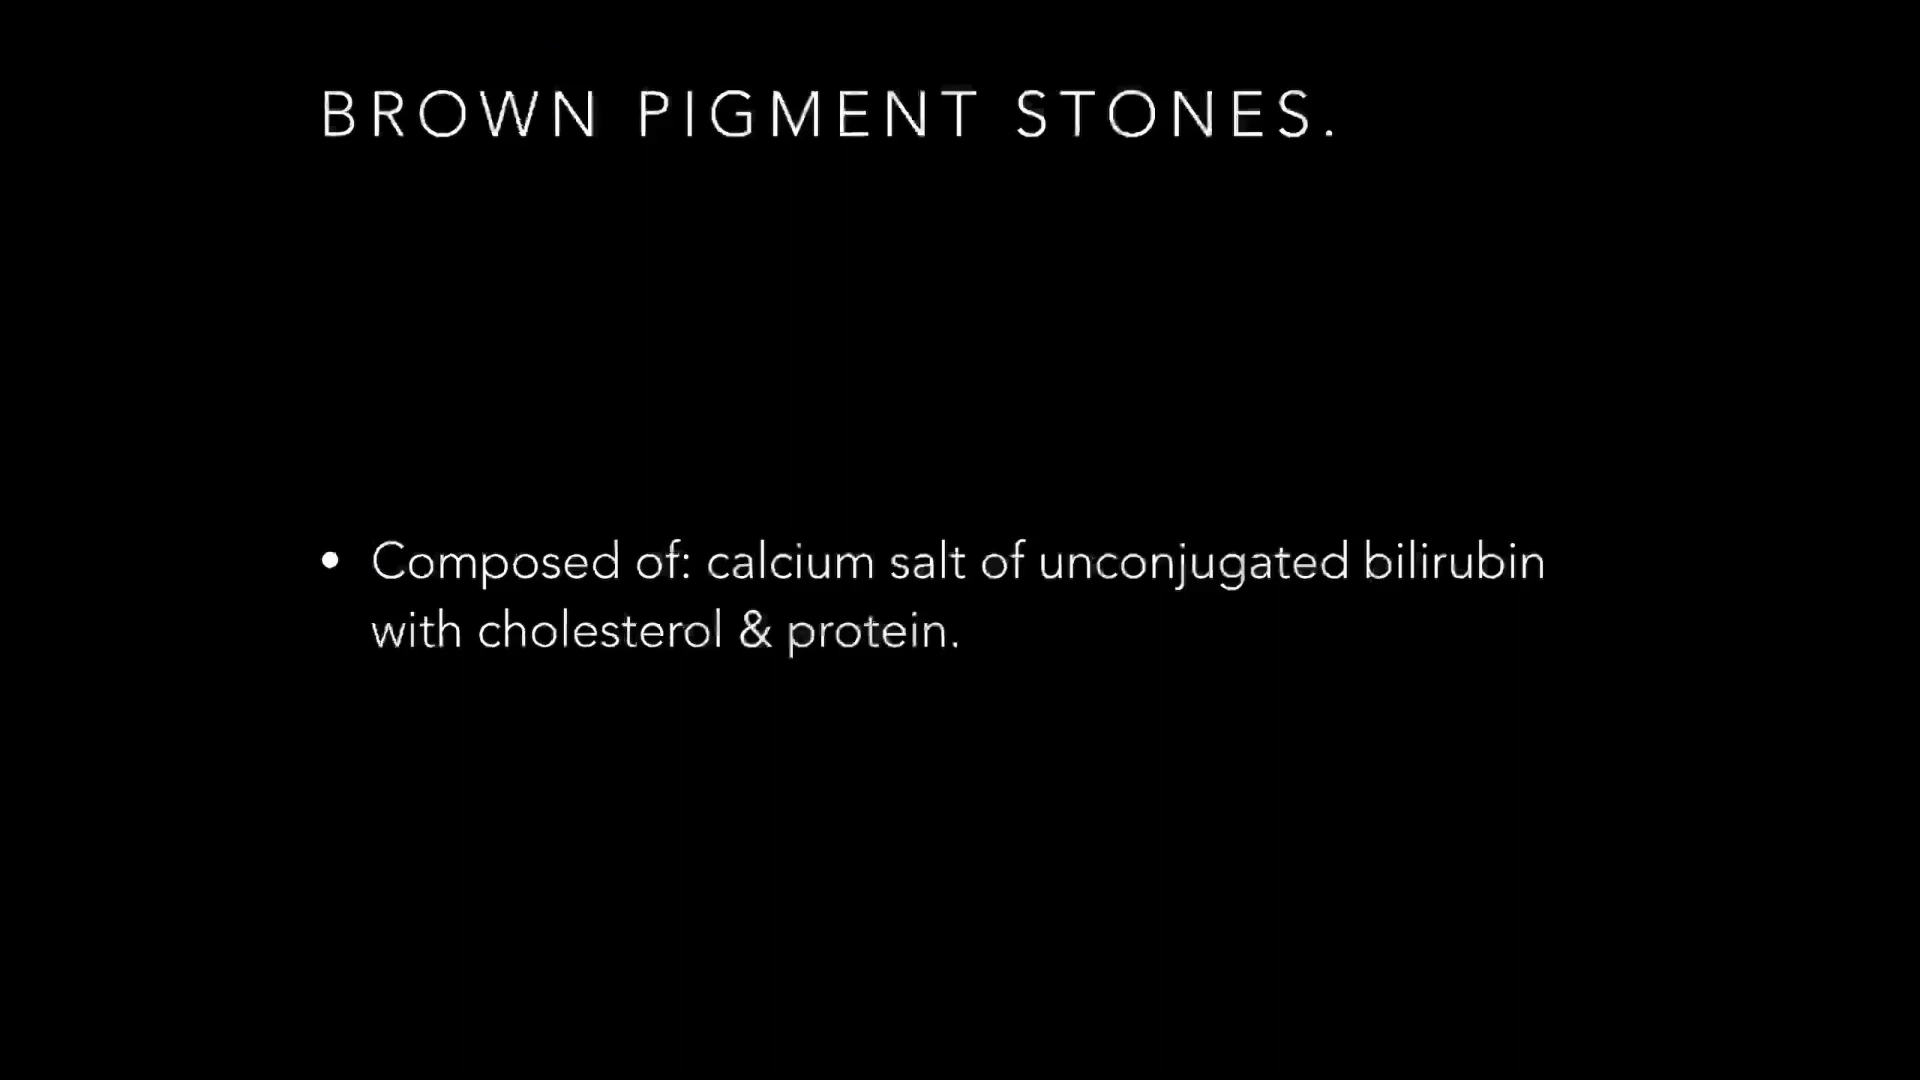 BROWN PIGMENT STONES.
• Composed of: calcium salt of unconjugated bilirubin
with cholesterol & protein.